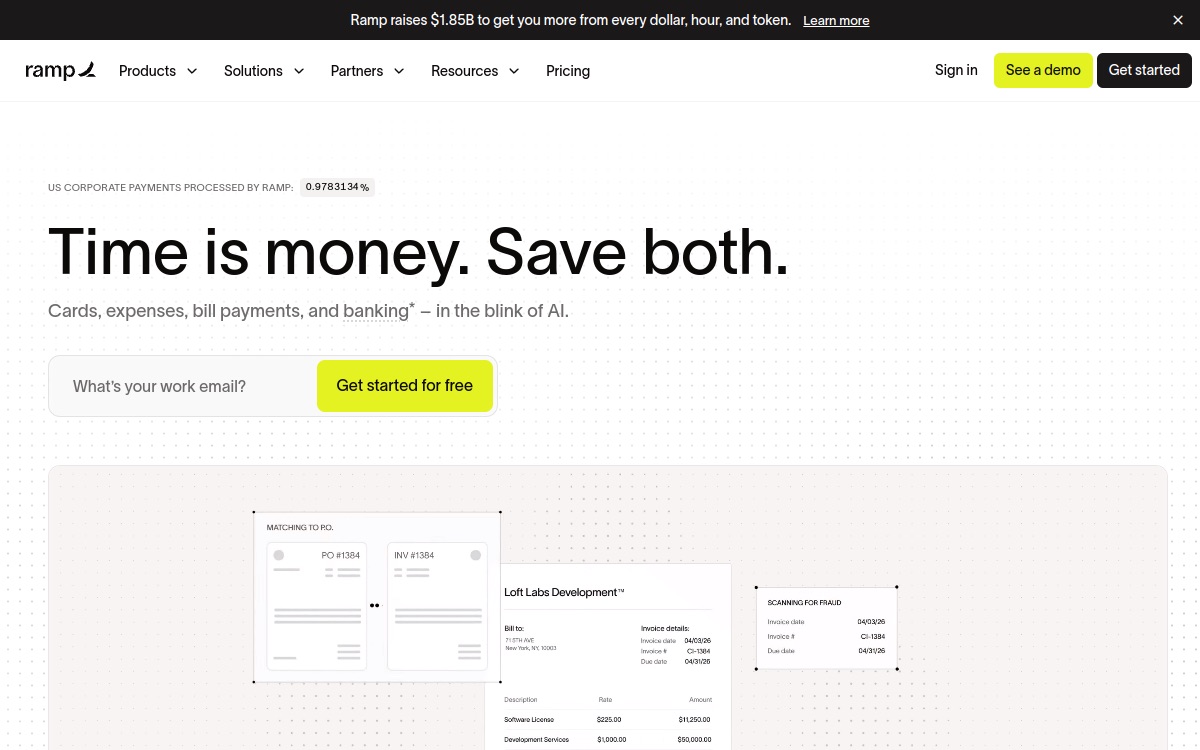 Ramp raises $1.85B to get you more from every dollar, hour, and token. Learn more
ramp Products Solutions Partners Resources Pricing Sign in See a demo Get started
US CORPORATE PAYMENTS PROCESSED BY RAMP: 0.9783134%
Time is money. Save both.
Cards, expenses, bill payments, and banking* – in the blink of AI.
What's your work email? Get started for free
MATCHING TO P.O.
PO #1384 INV #1384
Loft Labs Development™
Bill to:
71 5TH AVE
New York, NY, 10003
Invoice details:
Invoice date 04/03/26
Invoice # CI-1384
Due date 04/31/26
Description Rate Amount
Software License $225.00 $11,250.00
Development Services $1,000.00 $50,000.00
SCANNING FOR FRAUD
Invoice date 04/03/26
Invoice # CI-1384
Due date 04/31/26